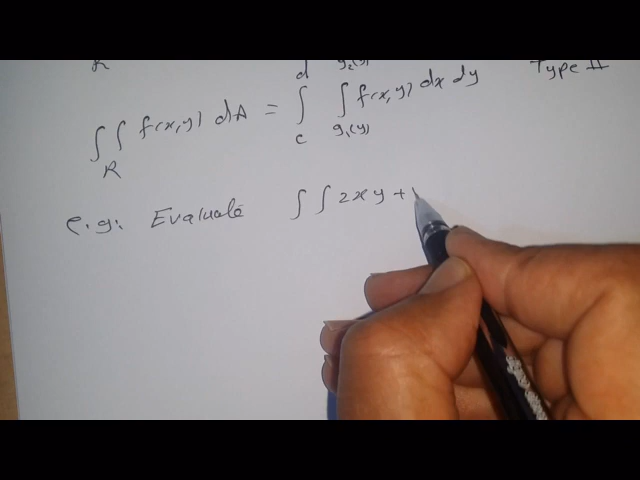 R d g₂(y) Type II
∫∫ f(x,y) dA = ∫ ∫ f(x,y) dx dy
R c g₁(y)
e.g: Evaluate ∫ ∫ 2xy +